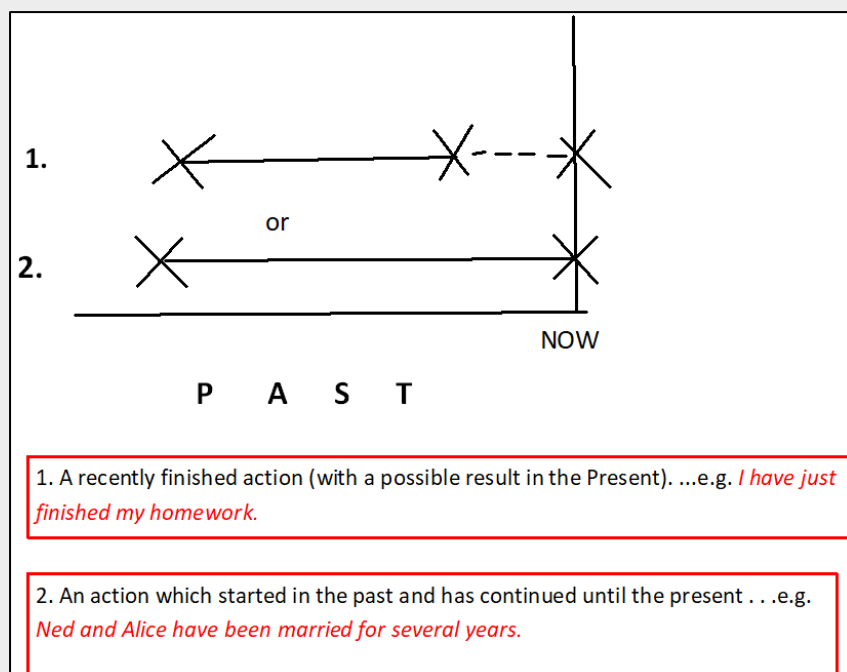 1.
or
2.
NOW
P A S T
1. A recently finished action (with a possible result in the Present). ...e.g. I have just
finished my homework.
2. An action which started in the past and has continued until the present . . .e.g.
Ned and Alice have been married for several years.